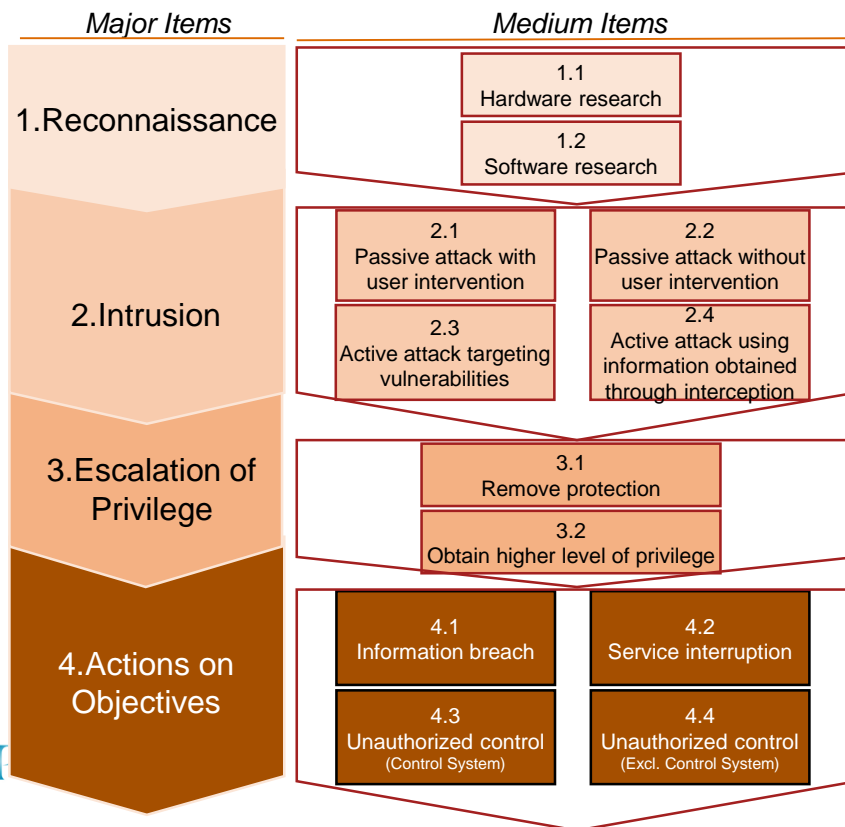 Major Items
Medium Items
1.Reconnaissance
1.1
Hardware research
1.2
Software research
2.Intrusion
2.1
Passive attack with
user intervention
2.2
Passive attack without
user intervention
2.3
Active attack targeting
vulnerabilities
2.4
Active attack using
information obtained
through interception
3.Escalation of
Privilege
3.1
Remove protection
3.2
Obtain higher level of privilege
4.Actions on
Objectives
4.1
Information breach
4.2
Service interruption
4.3
Unauthorized control
(Control System)
4.4
Unauthorized control
(Excl. Control System)